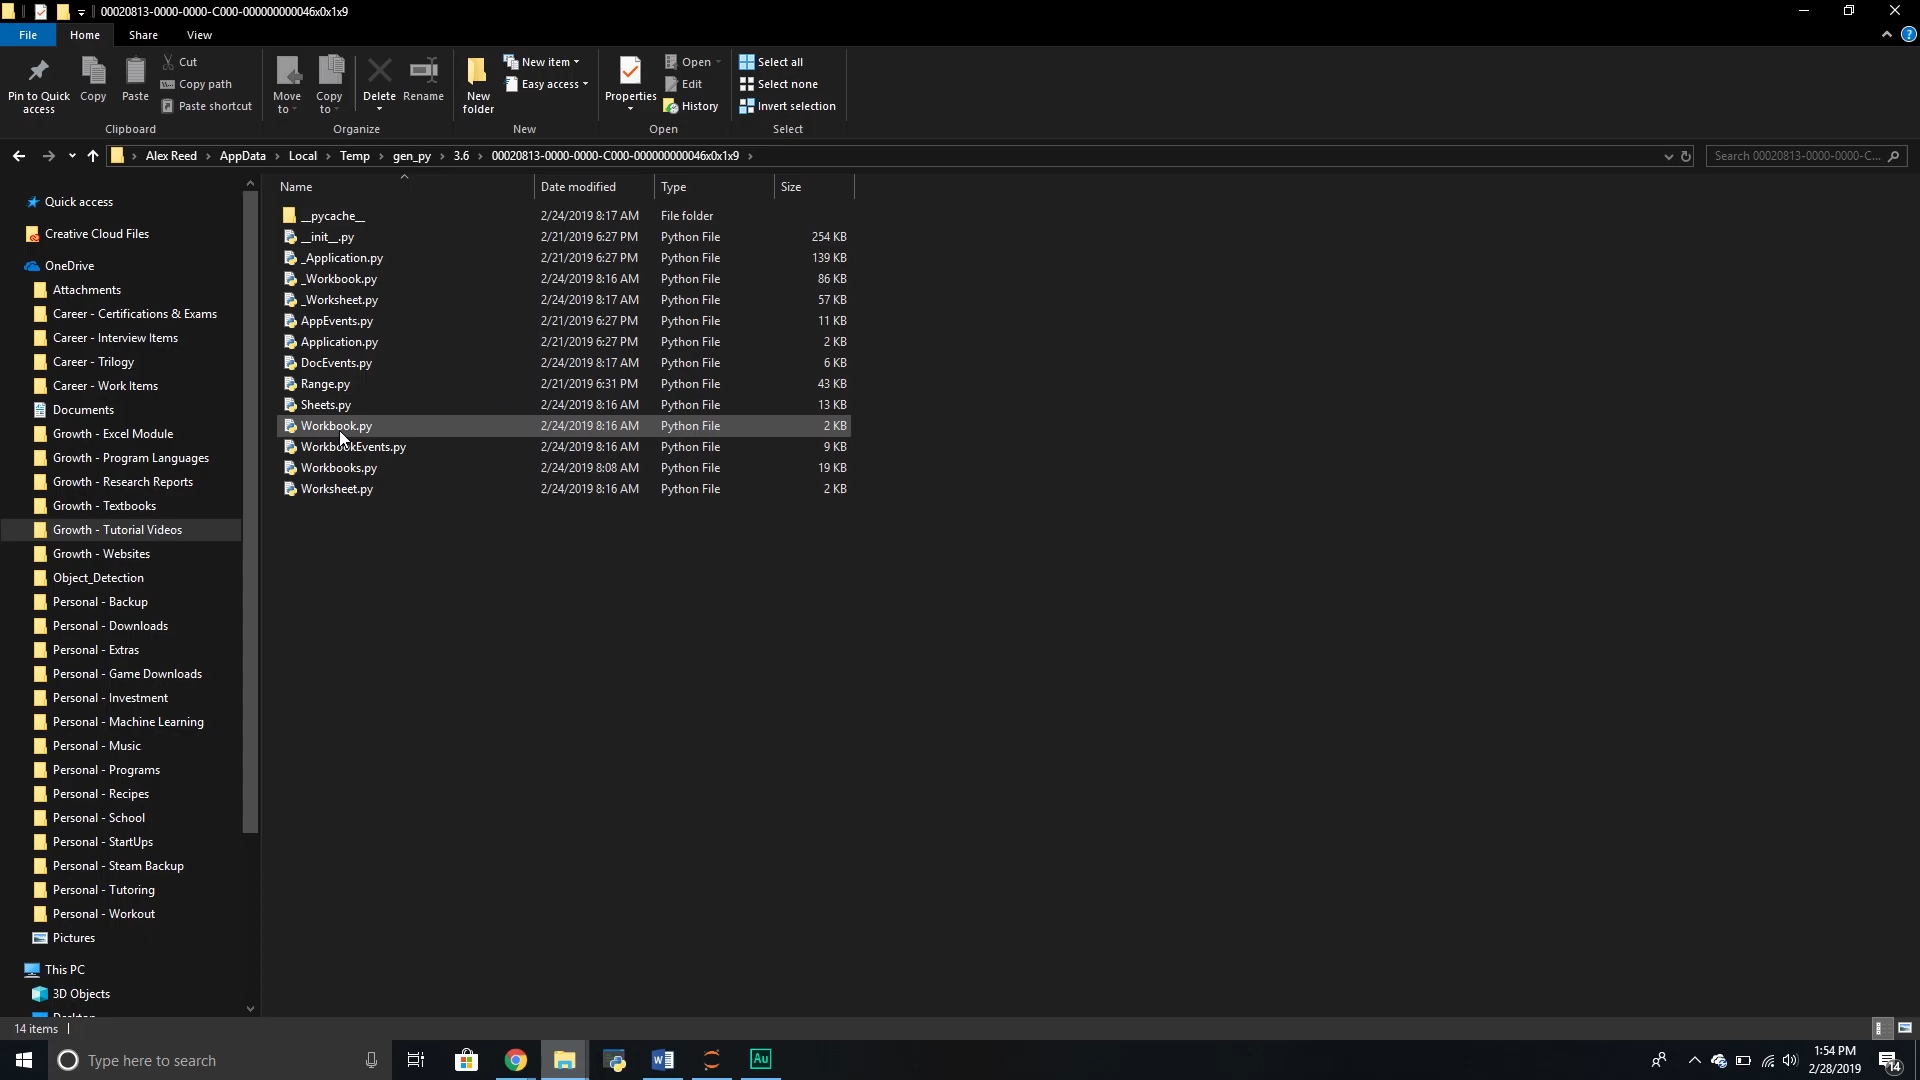 00020813-0000-0000-C000-000000000046x0x1x9
File Home Share View
Pin to Quick access
Copy
Paste
Cut
Copy path
Paste shortcut
Clipboard
Move to
Copy to
Delete
Rename
Organize
New folder
New item
Easy access
New
Properties
Open
Edit
History
Open
Select all
Select none
Invert selection
Select
Alex Reed > AppData > Local > Temp > gen_py > 3.6 > 00020813-0000-0000-C000-000000000046x0x1x9 >
Search 00020813-0000-0000-C...
Quick access
Creative Cloud Files
OneDrive
Attachments
Career - Certifications & Exams
Career - Interview Items
Career - Trilogy
Career - Work Items
Documents
Growth - Excel Module
Growth - Program Languages
Growth - Research Reports
Growth - Textbooks
Growth - Tutorial Videos
Growth - Websites
Object_Detection
Personal - Backup
Personal - Downloads
Personal - Extras
Personal - Game Downloads
Personal - Investment
Personal - Machine Learning
Personal - Music
Personal - Programs
Personal - Recipes
Personal - School
Personal - StartUps
Personal - Steam Backup
Personal - Tutoring
Personal - Workout
Pictures
This PC
3D Objects
Desktop
Name Date modified Type Size
__pycache__ 2/24/2019 8:17 AM File folder
__init__.py 2/21/2019 6:27 PM Python File 254 KB
_Application.py 2/21/2019 6:27 PM Python File 139 KB
_Workbook.py 2/24/2019 8:16 AM Python File 86 KB
_Worksheet.py 2/24/2019 8:17 AM Python File 57 KB
AppEvents.py 2/21/2019 6:27 PM Python File 11 KB
Application.py 2/21/2019 6:27 PM Python File 2 KB
DocEvents.py 2/24/2019 8:17 AM Python File 6 KB
Range.py 2/21/2019 6:31 PM Python File 43 KB
Sheets.py 2/24/2019 8:16 AM Python File 13 KB
Workbook.py 2/24/2019 8:16 AM Python File 2 KB
WorkbookEvents.py 2/24/2019 8:16 AM Python File 9 KB
Workbooks.py 2/24/2019 8:08 AM Python File 19 KB
Worksheet.py 2/24/2019 8:16 AM Python File 2 KB
14 items
Type here to search
Au
1:54 PM
2/28/2019
14